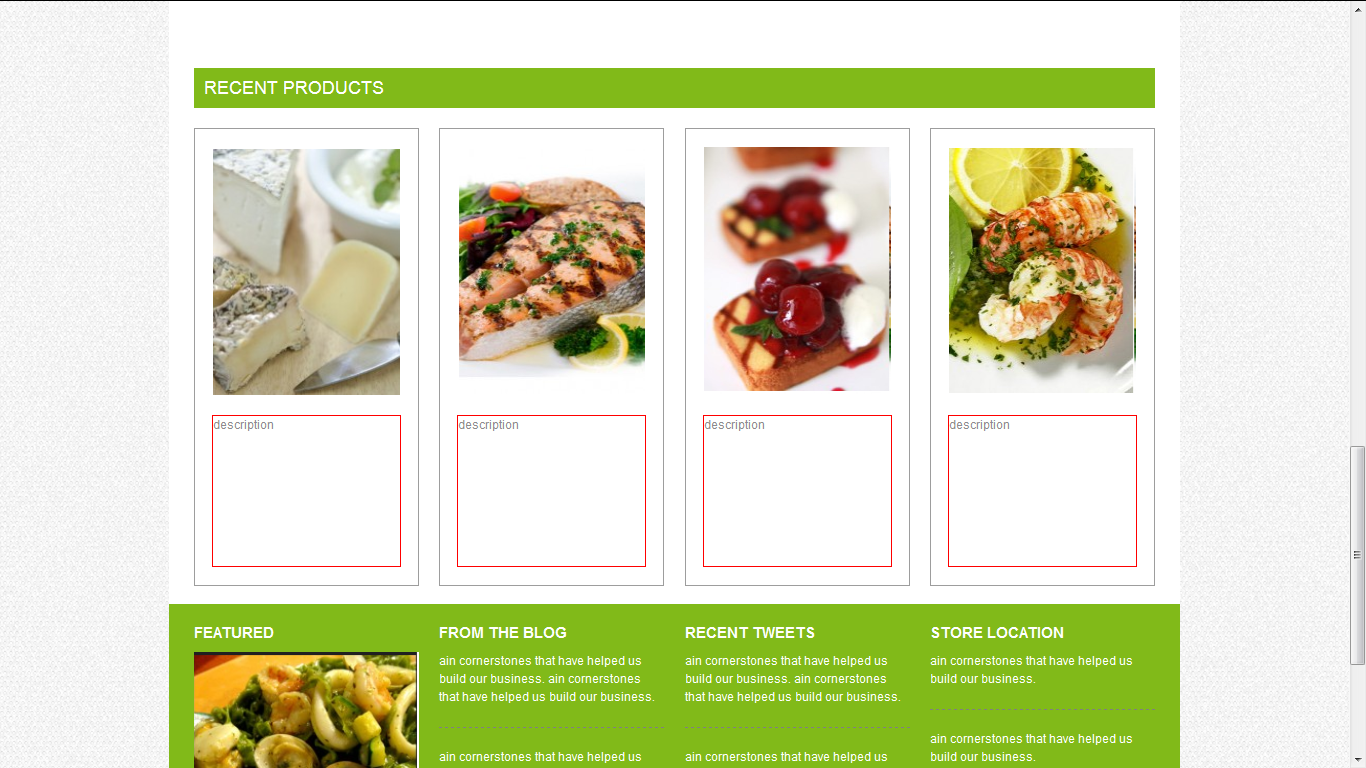 RECENT PRODUCTS
description
description
description
description
FEATURED
FROM THE BLOG
ain cornerstones that have helped us
build our business. ain cornerstones
that have helped us build our business.
ain cornerstones that have helped us
RECENT TWEETS
ain cornerstones that have helped us
build our business. ain cornerstones
that have helped us build our business.
ain cornerstones that have helped us
STORE LOCATION
ain cornerstones that have helped us
build our business.
ain cornerstones that have helped us
build our business.